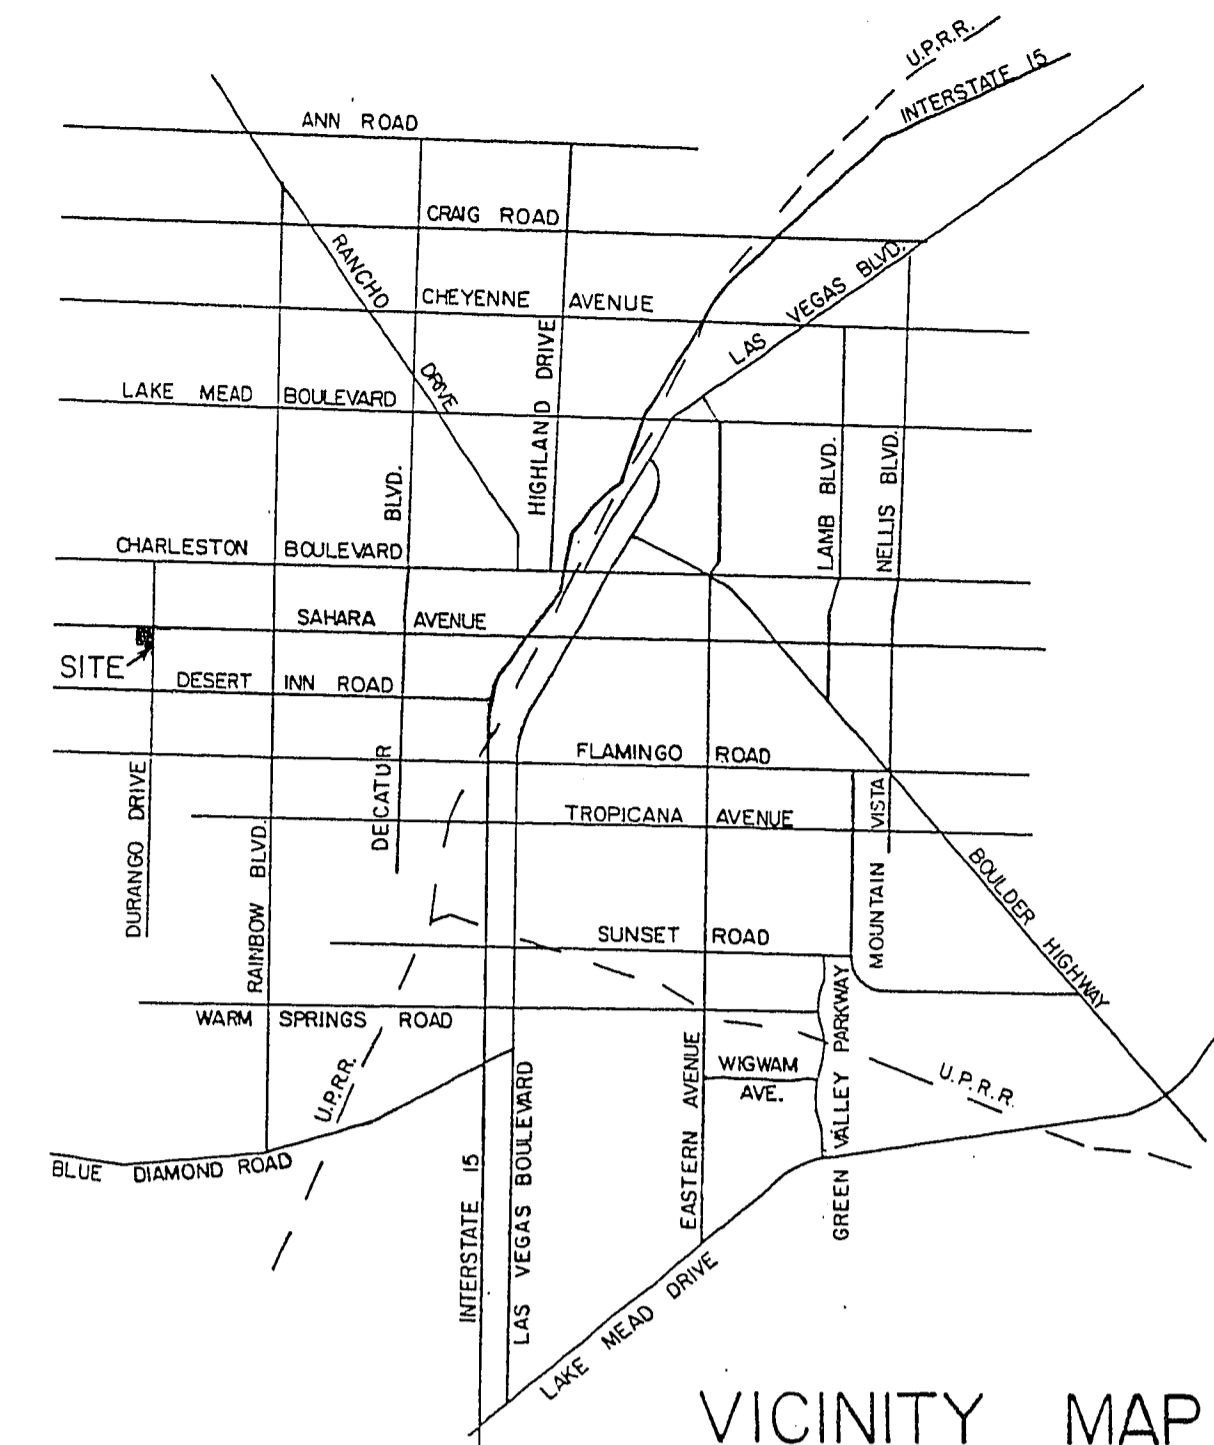 U.P.R.R.
INTERSTATE 15
ANN ROAD
CRAIG ROAD
RANCHO DRIVE
CHEYENNE AVENUE
LAS VEGAS BLVD.
HIGHLAND DRIVE
LAKE MEAD BOULEVARD
DECATUR BLVD.
LAMB BLVD.
NELLIS BLVD.
CHARLESTON BOULEVARD
SAHARA AVENUE
SITE
DESERT INN ROAD
FLAMINGO ROAD
DURANGO DRIVE
TROPICANA AVENUE
MOUNTAIN VISTA
RAINBOW BLVD.
BOULDER HIGHWAY
SUNSET ROAD
WARM SPRINGS ROAD
GREEN VALLEY PARKWAY
EASTERN AVENUE
WIGWAM
AVE.
U.P.R.R.
U.P.R.R.
BLUE DIAMOND ROAD
INTERSTATE 15
LAS VEGAS BOULEVARD
LAKE MEAD DRIVE
VICINITY MAP